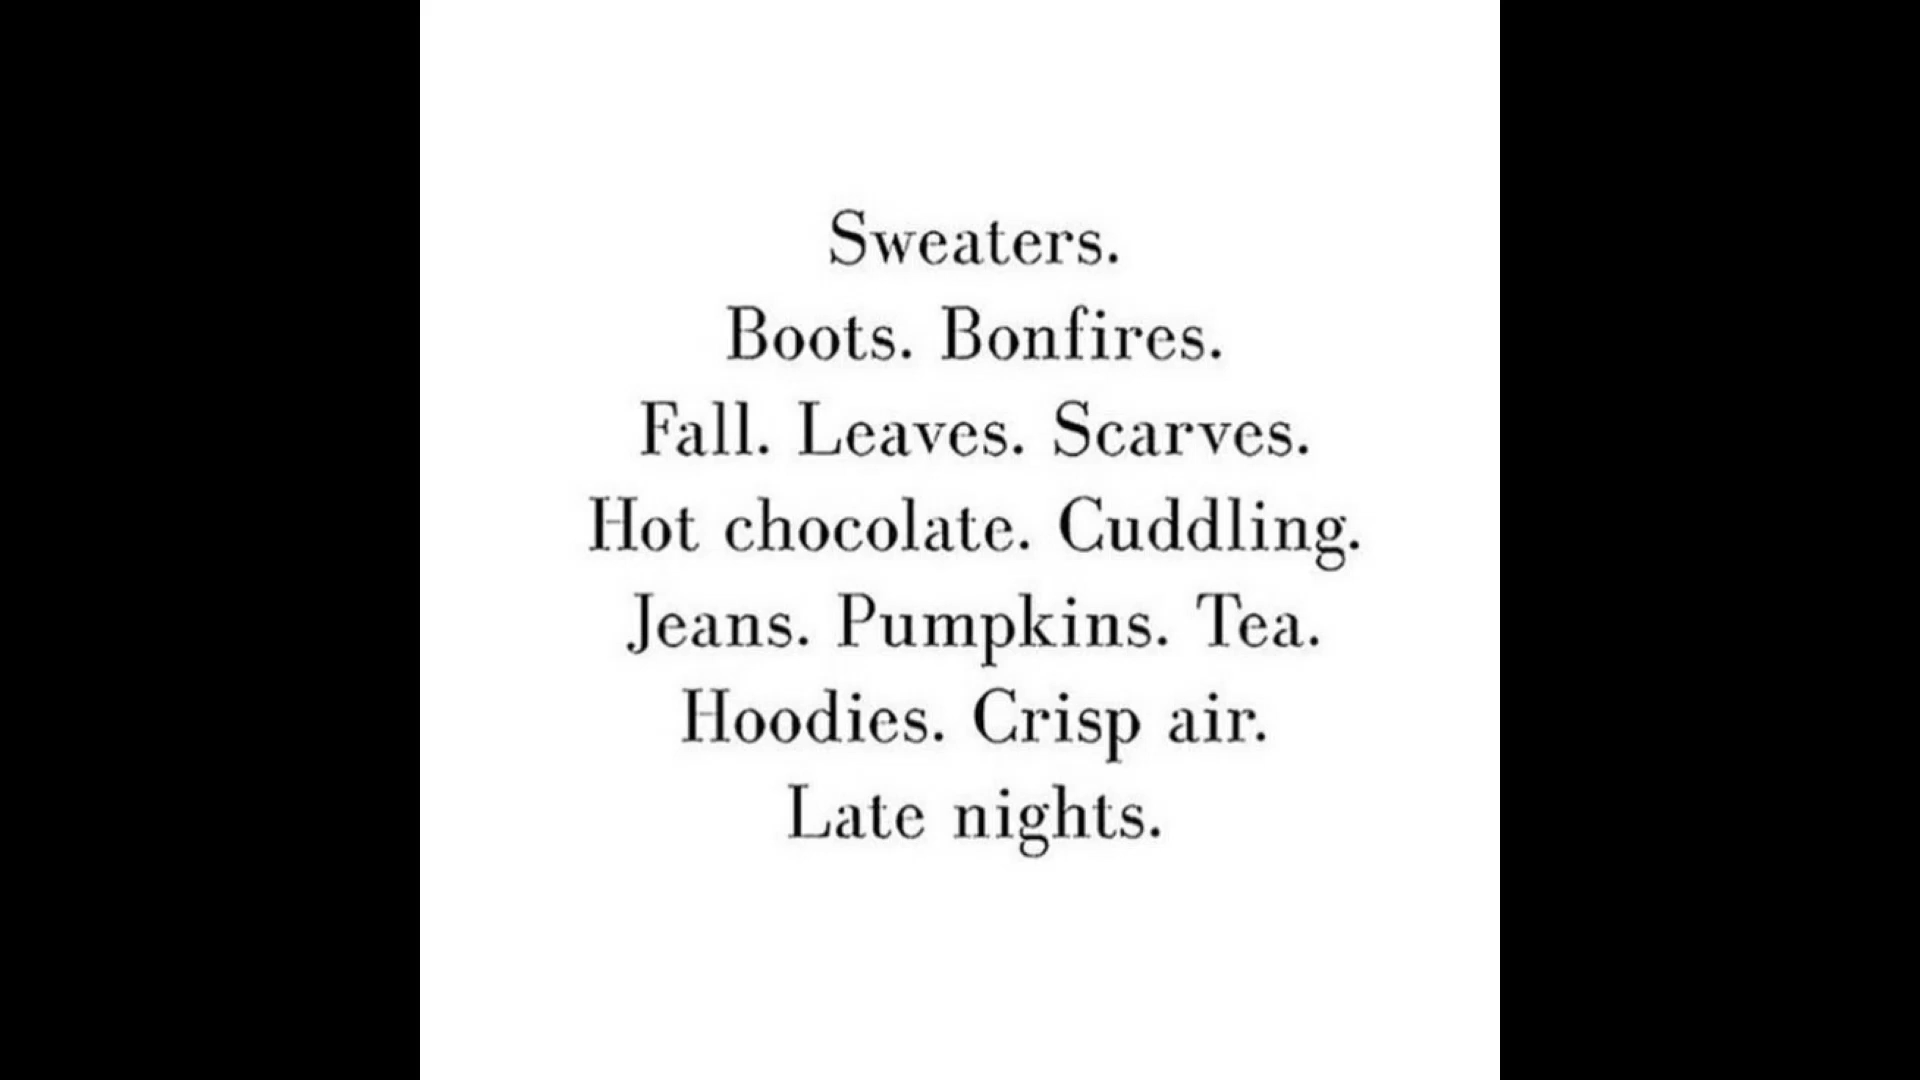 Sweaters.
Boots. Bonfires.
Fall. Leaves. Scarves.
Hot chocolate. Cuddling.
Jeans. Pumpkins. Tea.
Hoodies. Crisp air.
Late nights.